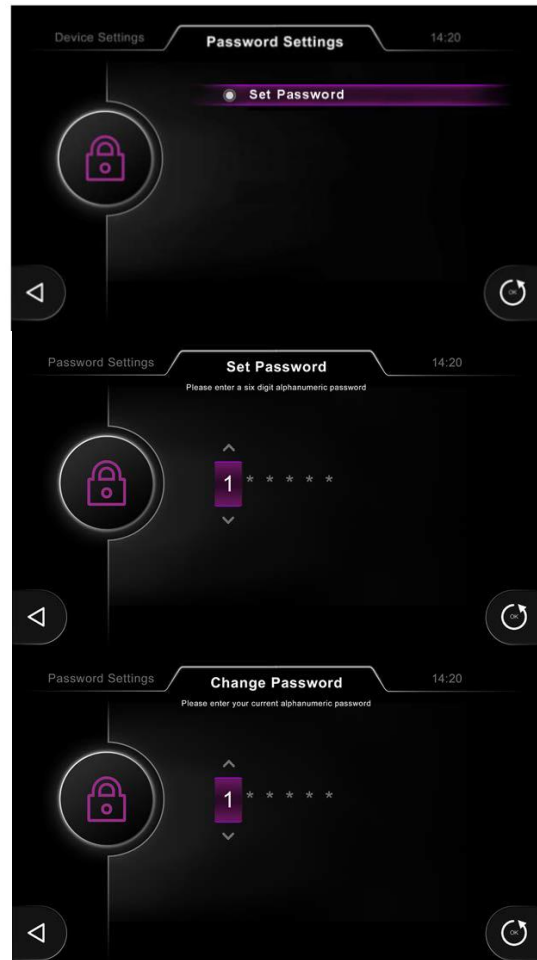 Device Settings
Password Settings
14:20
Set Password
OK
Password Settings
Set Password
14:20
Please enter a six digit alphanumeric password
1 * * * * *
OK
Password Settings
Change Password
14:20
Please enter your current alphanumeric password
1 * * * * *
OK